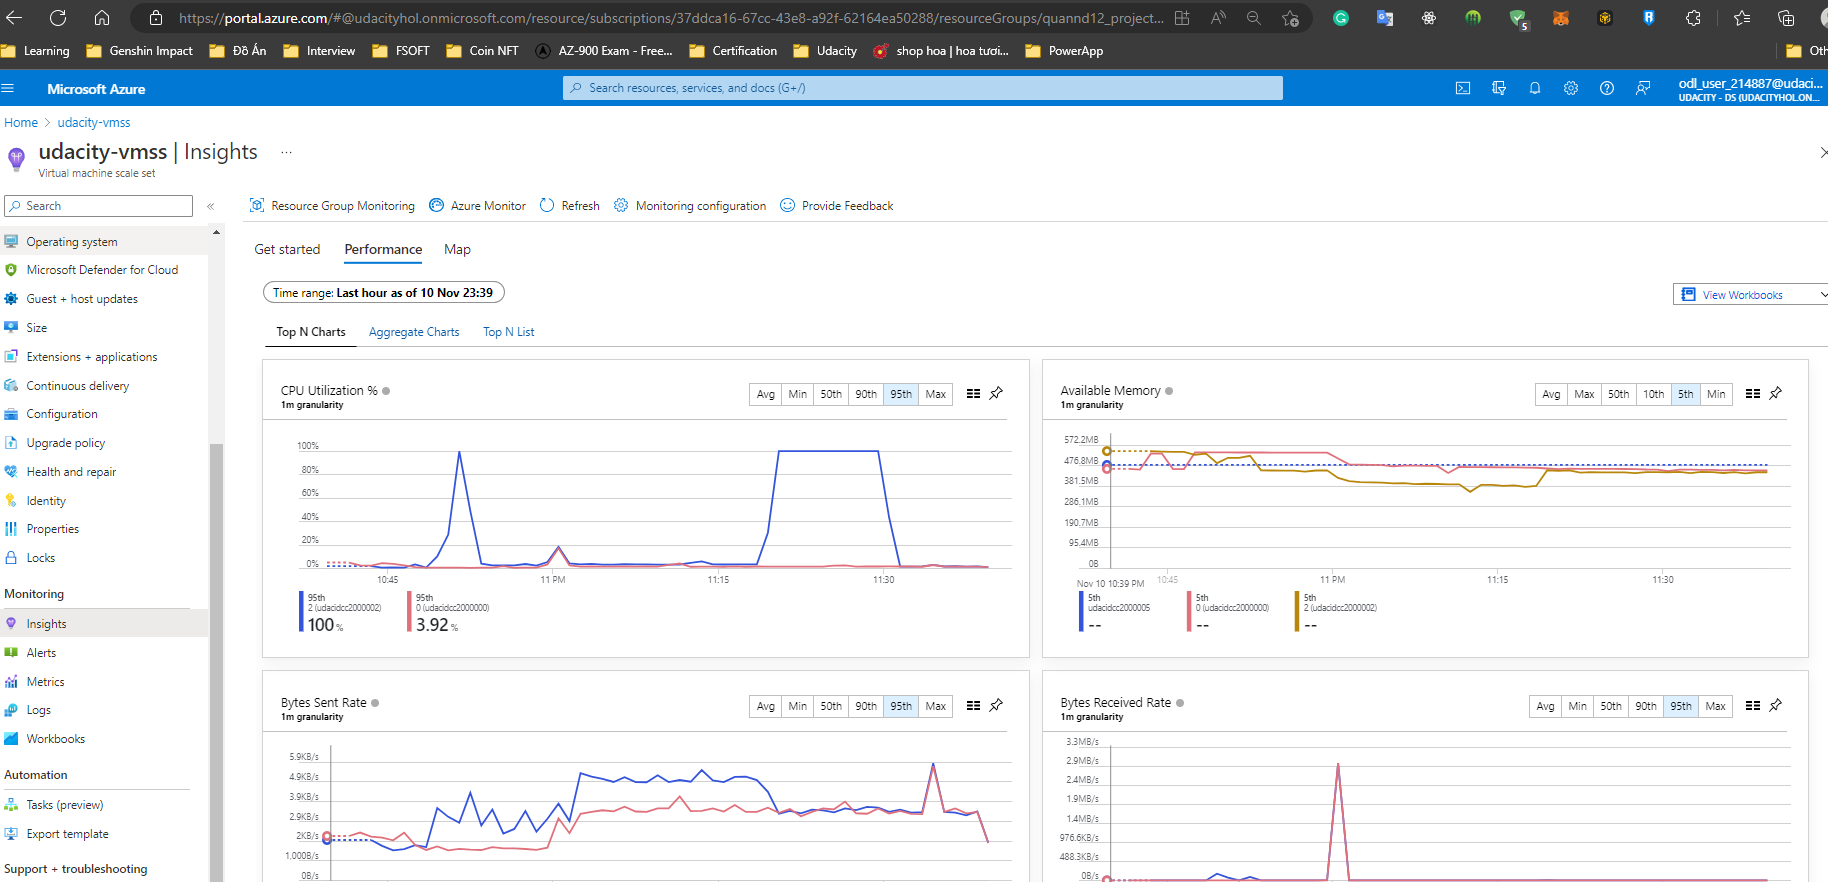 https://portal.azure.com/#@udacityhol.onmicrosoft.com/resource/subscriptions/37ddca16-67cc-43e8-a92f-62164ea50288/resourceGroups/quannd12_project...
5
Learning Genshin Impact Đồ Án Interview FSOFT Coin NFT AZ-900 Exam - Free... Certification Udacity shop hoa | hoa tươi... PowerApp Oth
Microsoft Azure Search resources, services, and docs (G+/) odl_user_214887@udaci...
UDACITY - DS (UDACITYHOL.ON...
Home > udacity-vmss
udacity-vmss | Insights ...
Virtual machine scale set
Search «
Resource Group Monitoring Azure Monitor Refresh Monitoring configuration Provide Feedback
Operating system
Microsoft Defender for Cloud
Guest + host updates
Size
Extensions + applications
Continuous delivery
Configuration
Upgrade policy
Health and repair
Identity
Properties
Locks
Monitoring
Insights
Alerts
Metrics
Logs
Workbooks
Automation
Tasks (preview)
Export template
Support + troubleshooting
Get started Performance Map
Time range: Last hour as of 10 Nov 23:39
View Workbooks
Top N Charts Aggregate Charts Top N List
CPU Utilization %
1m granularity
Avg Min 50th 90th 95th Max
100%
80%
60%
40%
20%
0%
10:45 11 PM 11:15 11:30
95th
2 (udacidcc2000002)
100 %
95th
0 (udacidcc2000000)
3.92 %
Available Memory
1m granularity
Avg Max 50th 10th 5th Min
572.2MB
476.8MB
381.5MB
286.1MB
190.7MB
95.4MB
0B
Nov 10 10:39 PM 10:45 11 PM 11:15 11:30
5th
udacidcc2000005
--
5th
0 (udacidcc2000000)
--
5th
2 (udacidcc2000002)
--
Bytes Sent Rate
1m granularity
Avg Min 50th 90th 95th Max
5.9KB/s
4.9KB/s
3.9KB/s
2.9KB/s
2KB/s
1,000B/s
0B/s
Bytes Received Rate
1m granularity
Avg Min 50th 90th 95th Max
3.3MB/s
2.9MB/s
2.4MB/s
1.9MB/s
1.4MB/s
976.6KB/s
488.3KB/s
0B/s